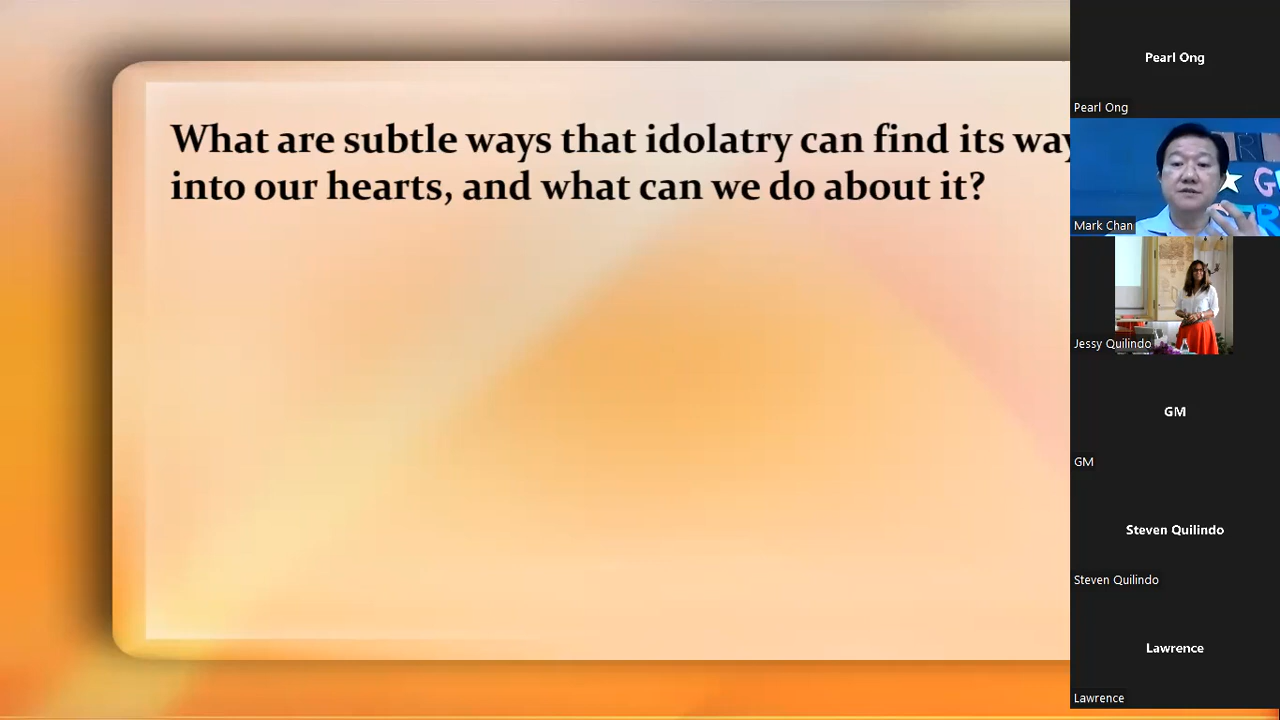 What are subtle ways that idolatry can find its way
into our hearts, and what can we do about it?
Pearl Ong
Pearl Ong
Mark Chan
Jessy Quilindo
GM
GM
Steven Quilindo
Steven Quilindo
Lawrence
Lawrence